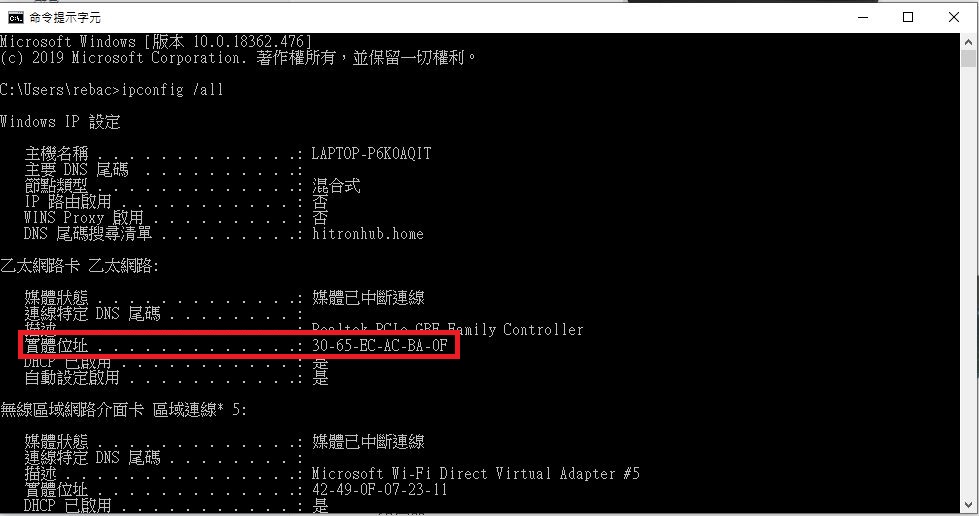 命令提示字元
Microsoft Windows [版本 10.0.18362.476]
(c) 2019 Microsoft Corporation. 著作權所有，並保留一切權利。
C:\Users\rebac>ipconfig /all
Windows IP 設定
主機名稱 . . . . . . . . . . . . .: LAPTOP-P6K0AQIT
主要 DNS 尾碼 . . . . . . . . . . .:
節點類型 . . . . . . . . . . . . .: 混合式
IP 路由啟用 . . . . . . . . . . . .: 否
WINS Proxy 啟用 . . . . . . . . . .: 否
DNS 尾碼搜尋清單 . . . . . . . . .: hitronhub.home
乙太網路卡 乙太網路:
媒體狀態 . . . . . . . . . . . . .: 媒體已中斷連線
連線特定 DNS 尾碼 . . . . . . . . .:
描述 . . . . . . . . . . . . . . .: Realtek PCIe GBE Family Controller
實體位址 . . . . . . . . . . . . .: 30-65-EC-AC-BA-0F
DHCP 已啟用 . . . . . . . . . . . .: 是
自動設定啟用 . . . . . . . . . . .: 是
無線區域網路介面卡 區域連線* 5:
媒體狀態 . . . . . . . . . . . . .: 媒體已中斷連線
連線特定 DNS 尾碼 . . . . . . . . .:
描述 . . . . . . . . . . . . . . .: Microsoft Wi-Fi Direct Virtual Adapter #5
實體位址 . . . . . . . . . . . . .: 42-49-0F-07-23-11
DHCP 已啟用 . . . . . . . . . . . .: 是